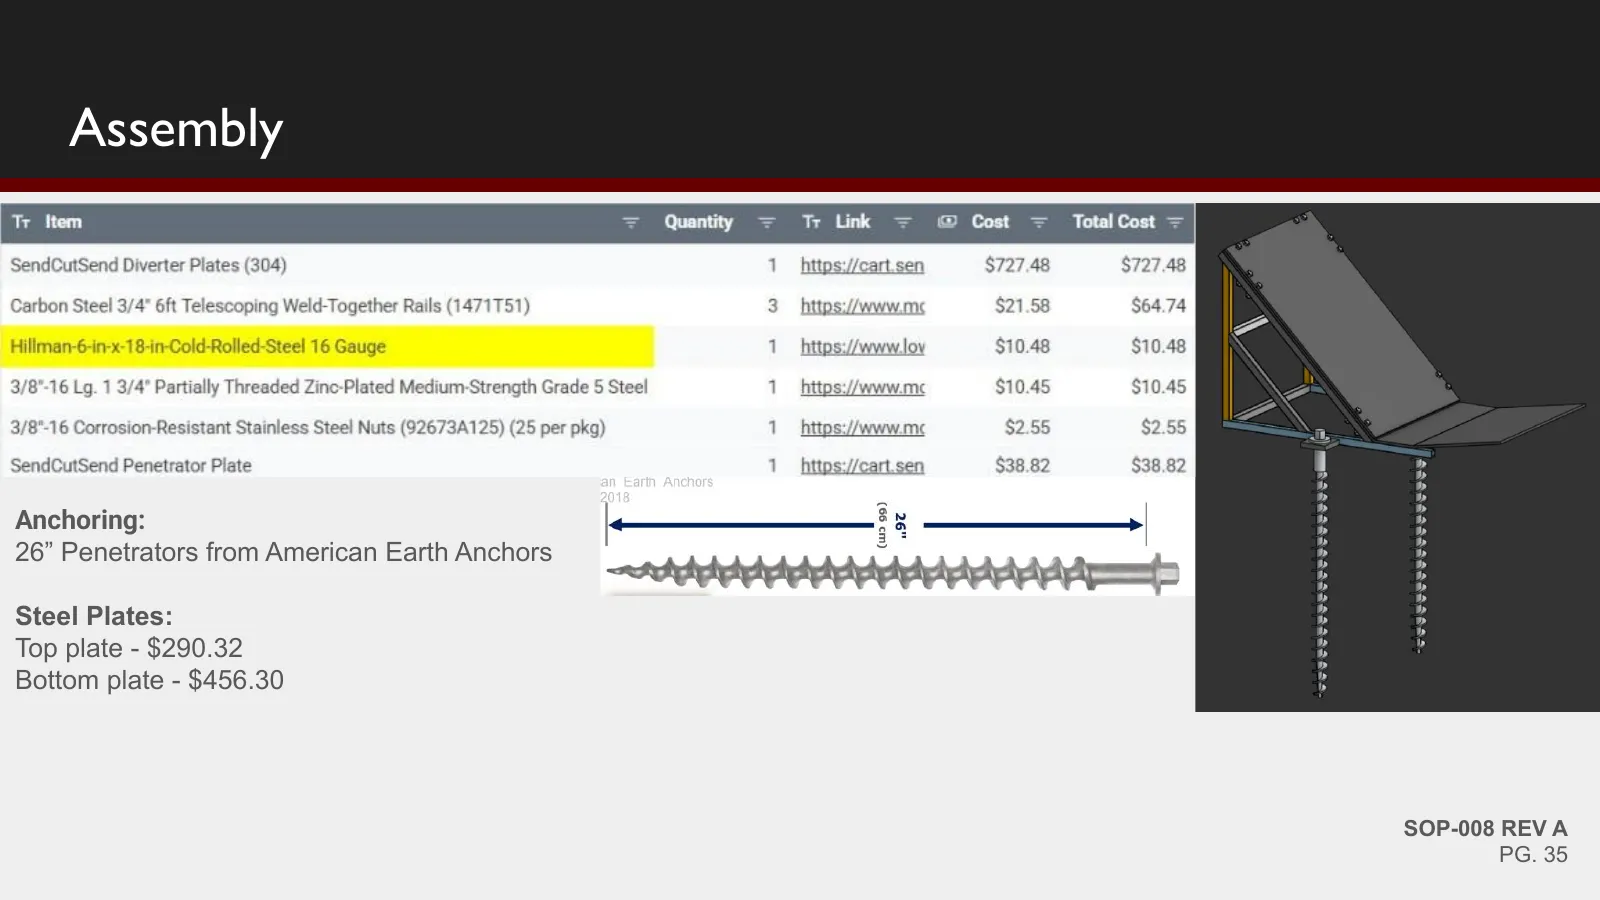 Assembly
Tт Item Quantity Tт Link Cost Total Cost
SendCutSend Diverter Plates (304) 1 https://cart.sen $727.48 $727.48
Carbon Steel 3/4" 6ft Telescoping Weld-Together Rails (1471T51) 3 https://www.mc $21.58 $64.74
Hillman-6-in-x-18-in-Cold-Rolled-Steel 16 Gauge 1 https://www.lov $10.48 $10.48
3/8"-16 Lg. 1 3/4" Partially Threaded Zinc-Plated Medium-Strength Grade 5 Steel 1 https://www.mc $10.45 $10.45
3/8"-16 Corrosion-Resistant Stainless Steel Nuts (92673A125) (25 per pkg) 1 https://www.mc $2.55 $2.55
SendCutSend Penetrator Plate 1 https://cart.sen $38.82 $38.82
an Earth Anchors
2018
26"
(66 cm)
Anchoring:
26” Penetrators from American Earth Anchors
Steel Plates:
Top plate - $290.32
Bottom plate - $456.30
SOP-008 REV A
PG. 35